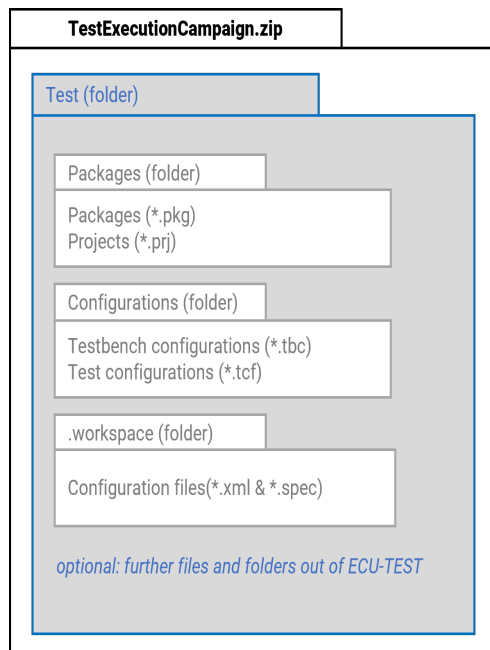 TestExecutionCampaign.zip
Test (folder)
Packages (folder)
Packages (*.pkg)
Projects (*.prj)
Configurations (folder)
Testbench configurations (*.tbc)
Test configurations (*.tcf)
.workspace (folder)
Configuration files(*.xml & *.spec)
optional: further files and folders out of ECU-TEST